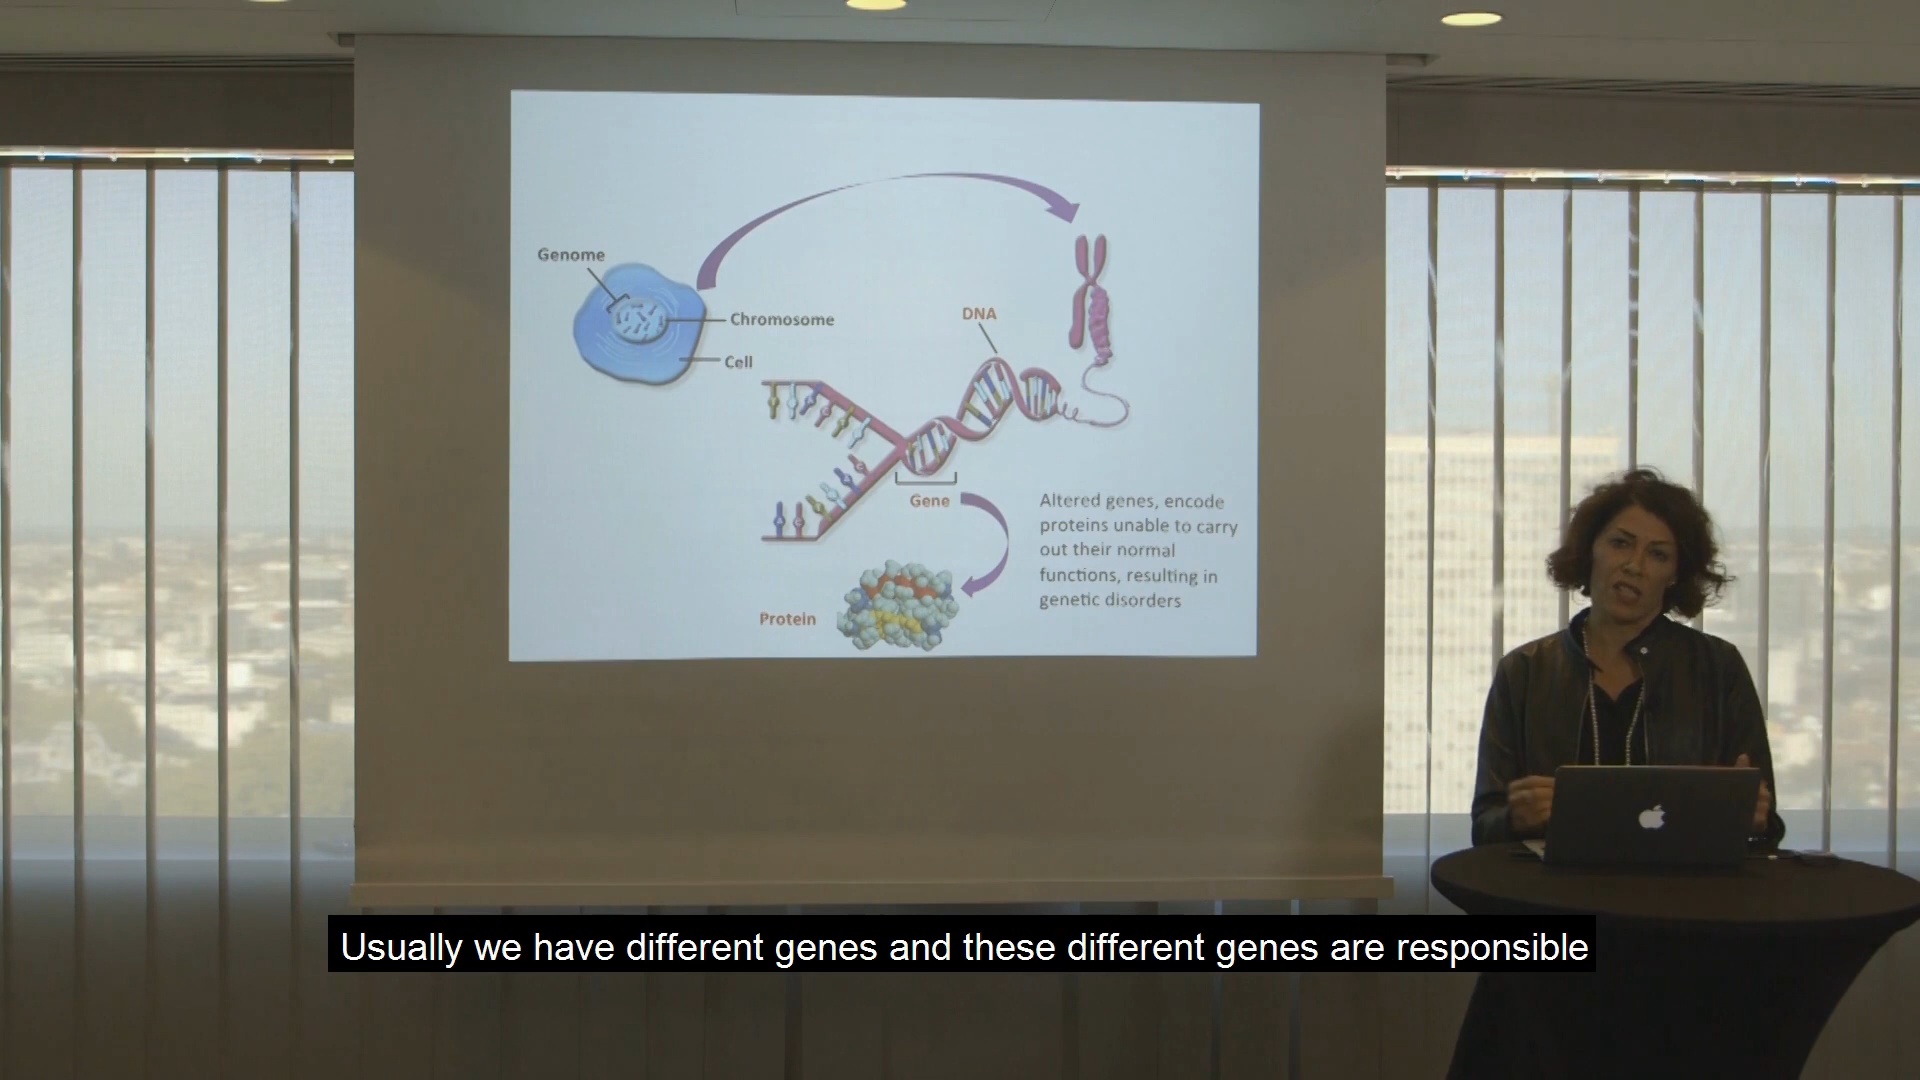 Genome
Chromosome
Cell
DNA
Gene
Altered genes, encode
proteins unable to carry
out their normal
functions, resulting in
genetic disorders
Protein
Usually we have different genes and these different genes are responsible